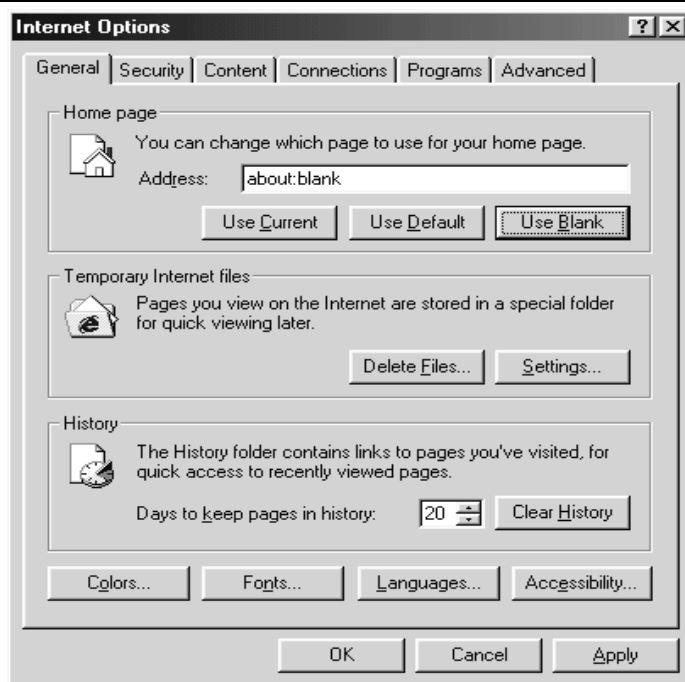 Internet Options
General Security Content Connections Programs Advanced
Home page
You can change which page to use for your home page.
Address: about:blank
Use Current Use Default Use Blank
Temporary Internet files
Pages you view on the Internet are stored in a special folder
for quick viewing later.
Delete Files... Settings...
History
The History folder contains links to pages you've visited, for
quick access to recently viewed pages.
Days to keep pages in history: 20 Clear History
Colors... Fonts... Languages... Accessibility...
OK Cancel Apply